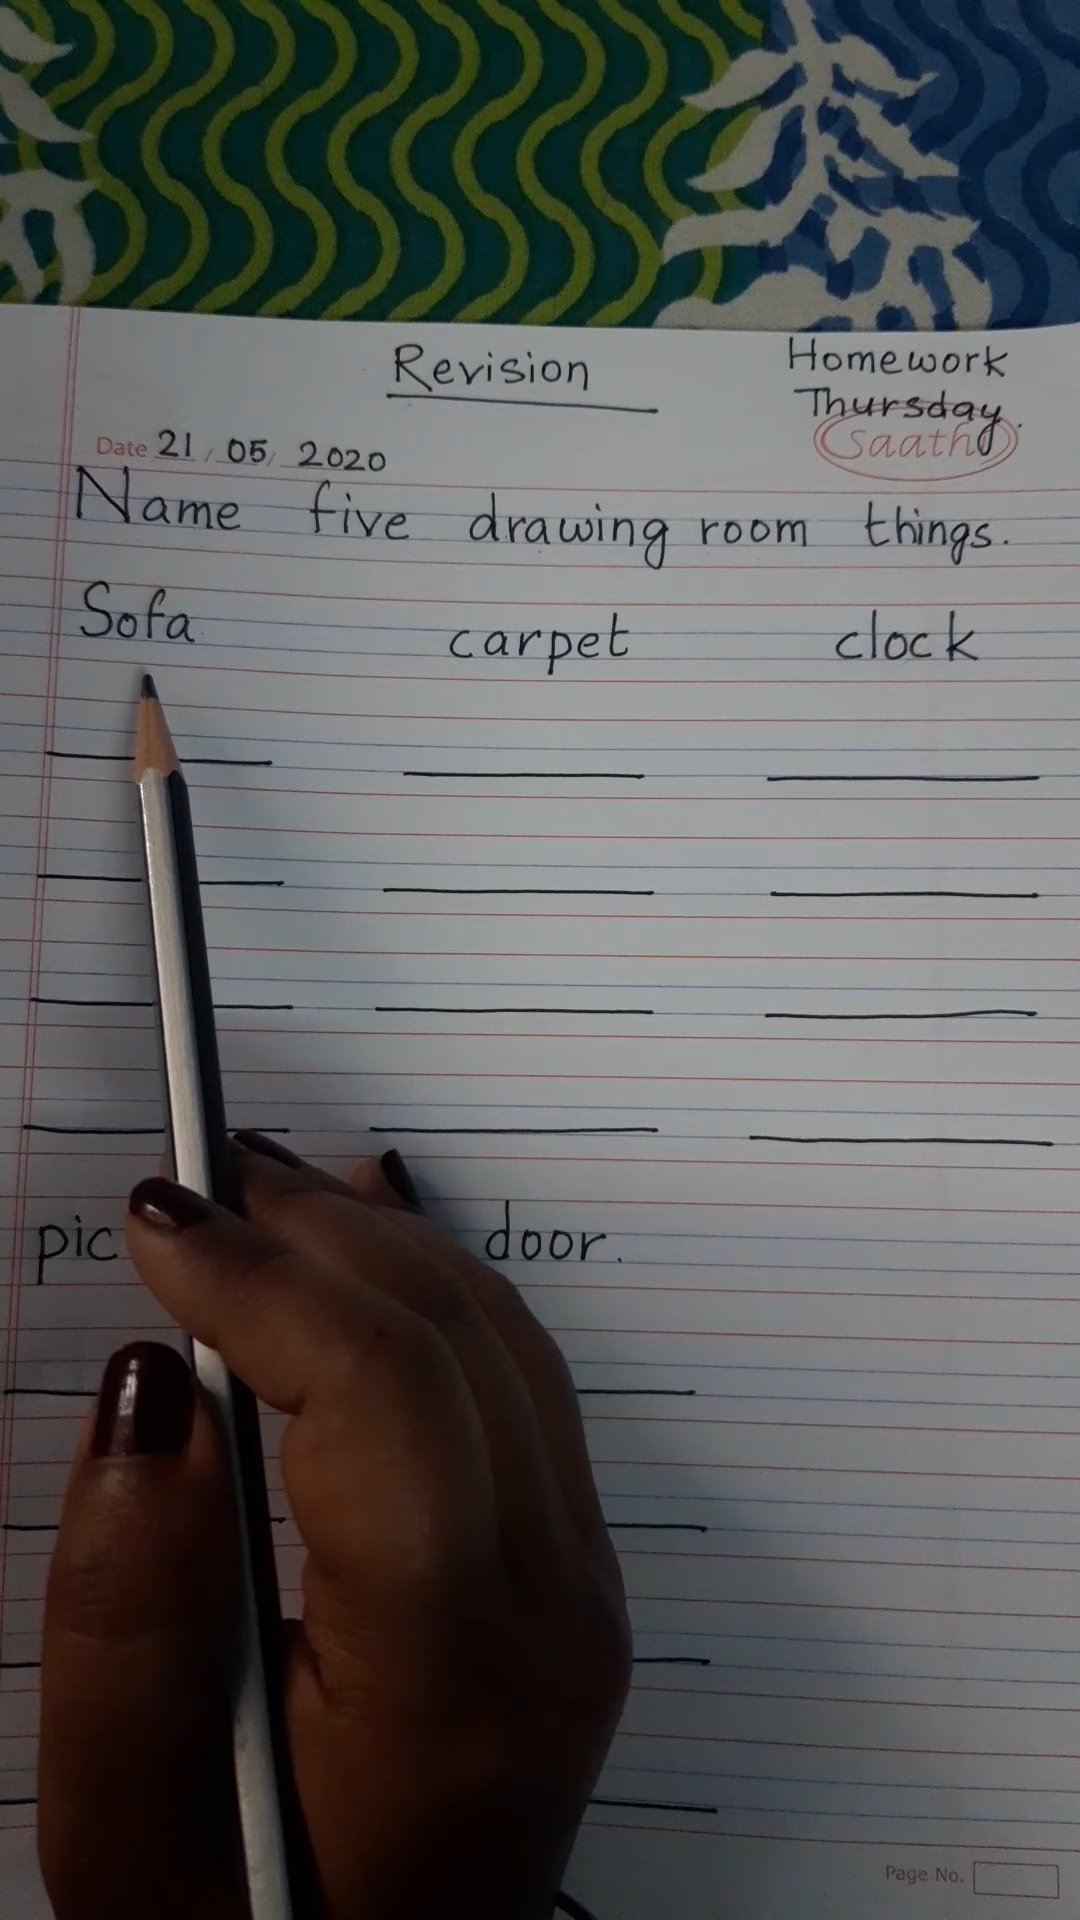 Revision
Homework
Thursday.
saathi
Date 21/05/2020
Name five drawing room things.
Sofa carpet clock
door.
Page No.